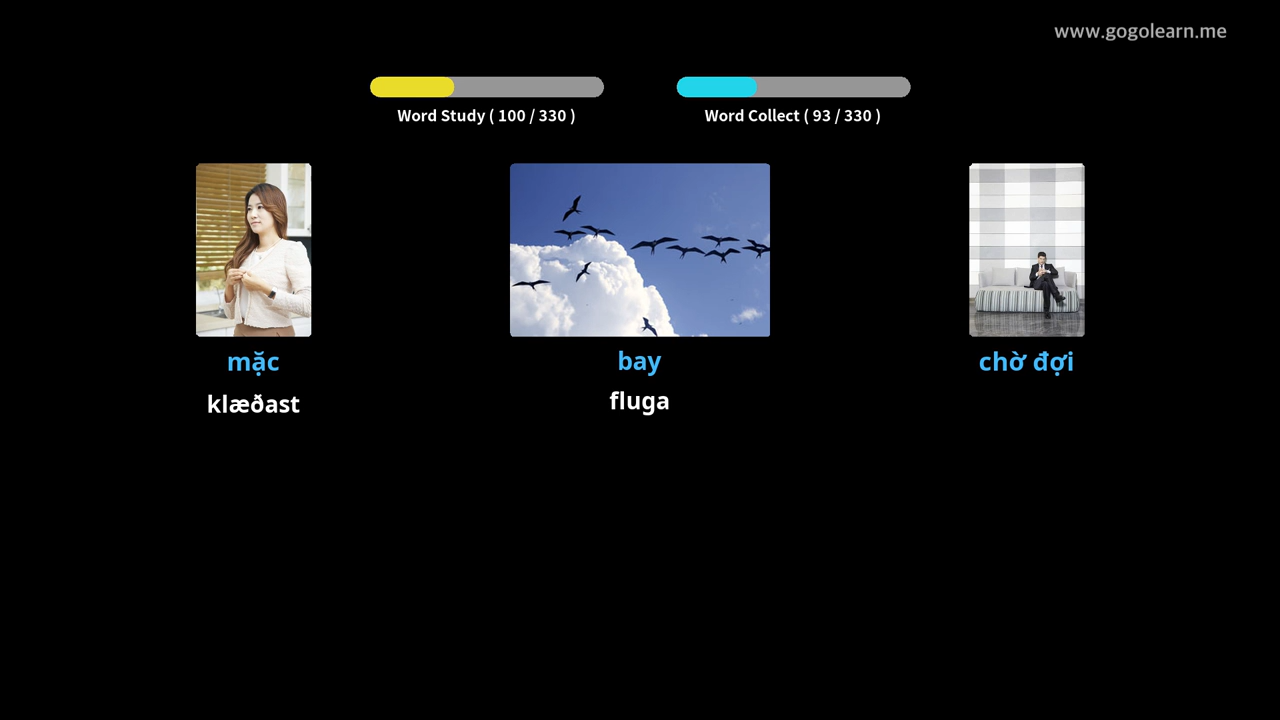 www.gogolearn.me
Word Study ( 100 / 330 )
Word Collect ( 93 / 330 )
mặc
bay
chờ đợi
klæðast
fluga